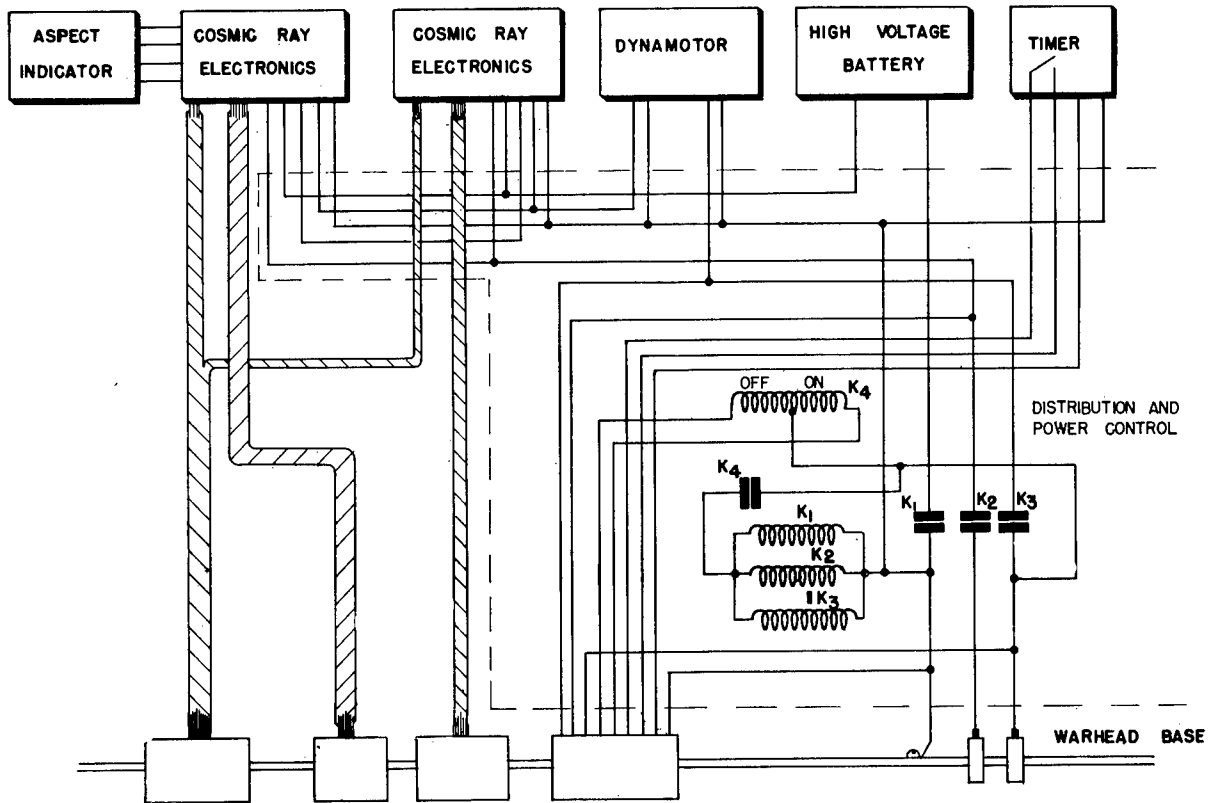 ASPECT
INDICATOR
COSMIC RAY
ELECTRONICS
COSMIC RAY
ELECTRONICS
DYNAMOTOR
HIGH VOLTAGE
BATTERY
TIMER
OFF ON K4
DISTRIBUTION AND
POWER CONTROL
K4
K1
K2
K3
K1
K2
K3
WARHEAD BASE